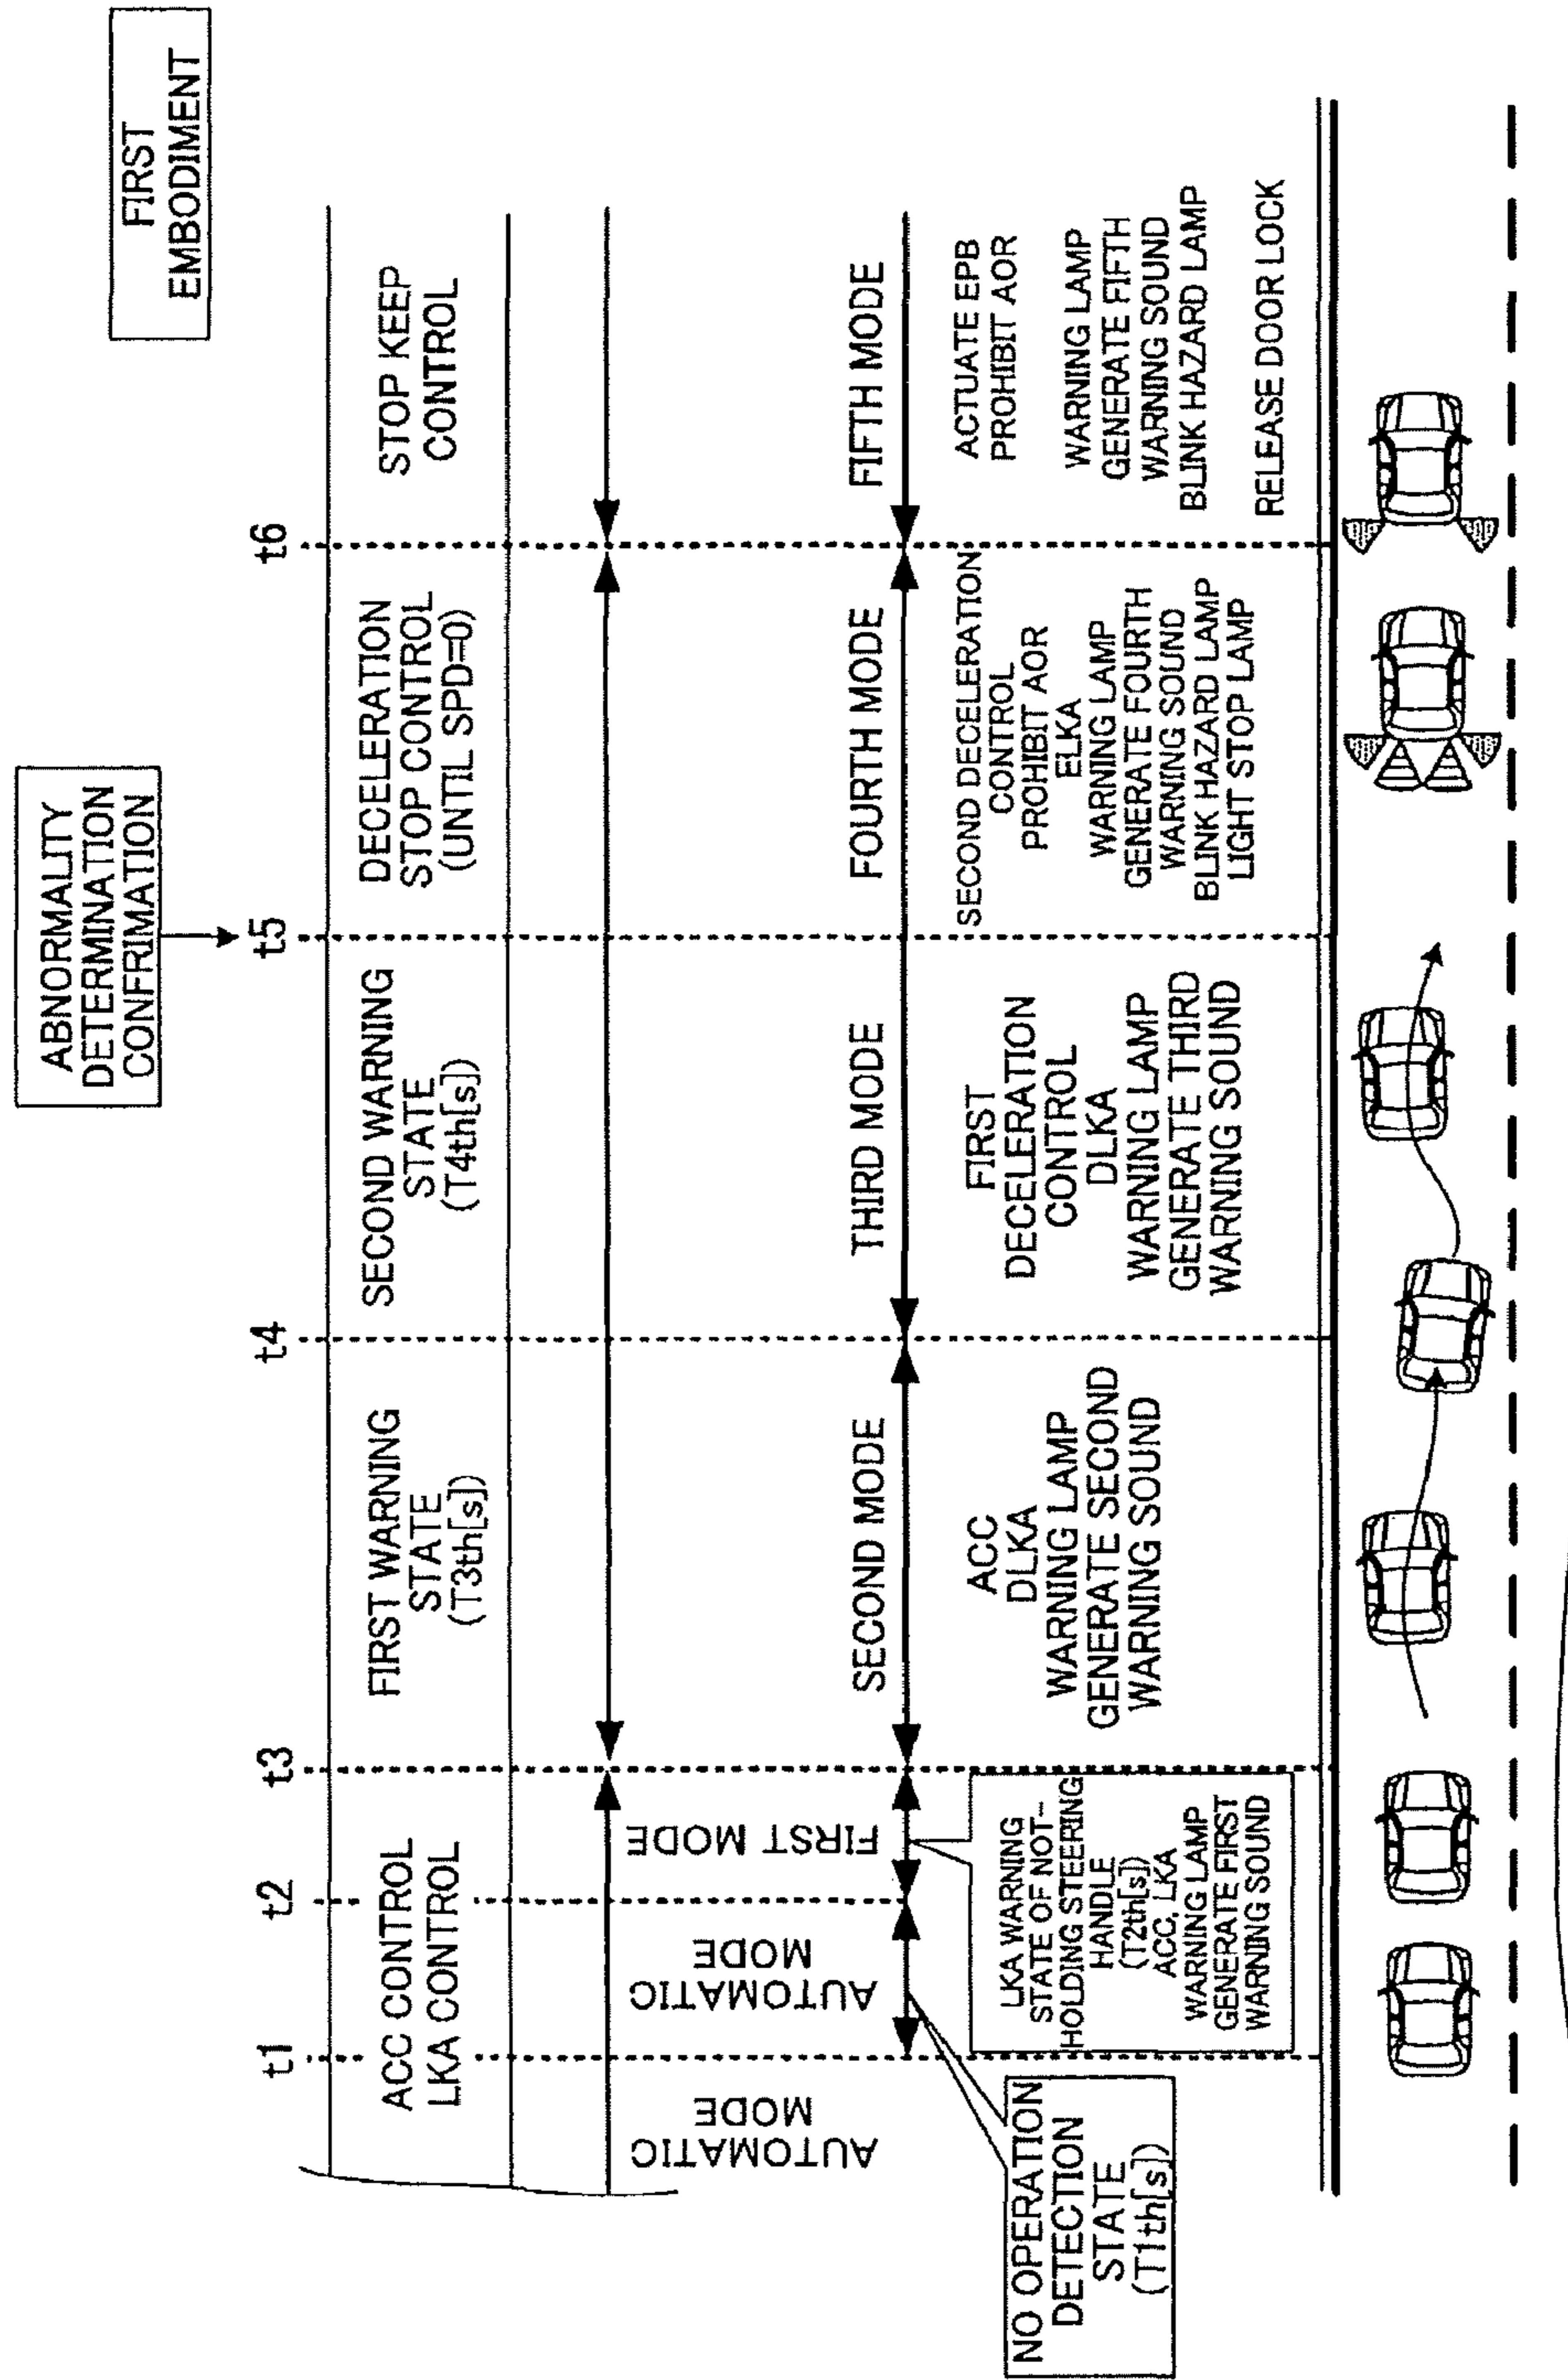 FIRST
EMBODIMENT
ABNORMALITY
DETERMINATION
CONFIRMATION
t1
t2
t3
t4
t5
t6
ACC CONTROL
LKA CONTROL
FIRST WARNING
STATE
(T3th[s])
SECOND WARNING
STATE
(T4th[s])
DECELERATION
STOP CONTROL
(UNTIL SPD=0)
STOP KEEP
CONTROL
AUTOMATIC
MODE
AUTOMATIC
MODE
FIRST MODE
SECOND MODE
THIRD MODE
FOURTH MODE
FIFTH MODE
NO OPERATION
DETECTION
STATE
(T1th[s])
LKA WARNING
STATE OF NOT-
HOLDING STEERING
HANDLE
(T2th[s])
ACC, LKA
WARNING LAMP
GENERATE FIRST
WARNING SOUND
ACC
DLKA
WARNING LAMP
GENERATE SECOND
WARNING SOUND
FIRST
DECELERATION
CONTROL
DLKA
WARNING LAMP
GENERATE THIRD
WARNING SOUND
SECOND DECELERATION
CONTROL
PROHIBIT AOR
ELKA
WARNING LAMP
GENERATE FOURTH
WARNING SOUND
BLINK HAZARD LAMP
LIGHT STOP LAMP
ACTUATE EPB
PROHIBIT AOR
WARNING LAMP
GENERATE FIFTH
WARNING SOUND
BLINK HAZARD LAMP
RELEASE DOOR LOCK